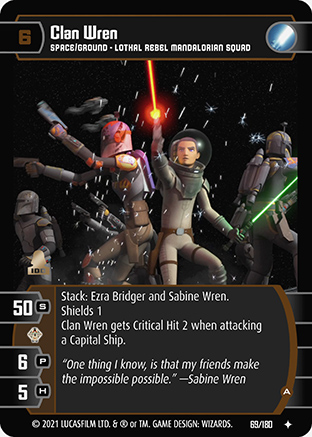 6
Clan Wren
SPACE/GROUND - LOTHAL REBEL MANDALORIAN SQUAD
50 S
6 P
5 H
Stack: Ezra Bridger and Sabine Wren.
Shields 1
Clan Wren gets Critical Hit 2 when attacking
a Capital Ship.
“One thing I know, is that my friends make
the impossible possible.” —Sabine Wren
A
© 2021 LUCASFILM LTD. & ® or TM. GAME DESIGN: WIZARDS.
69/180